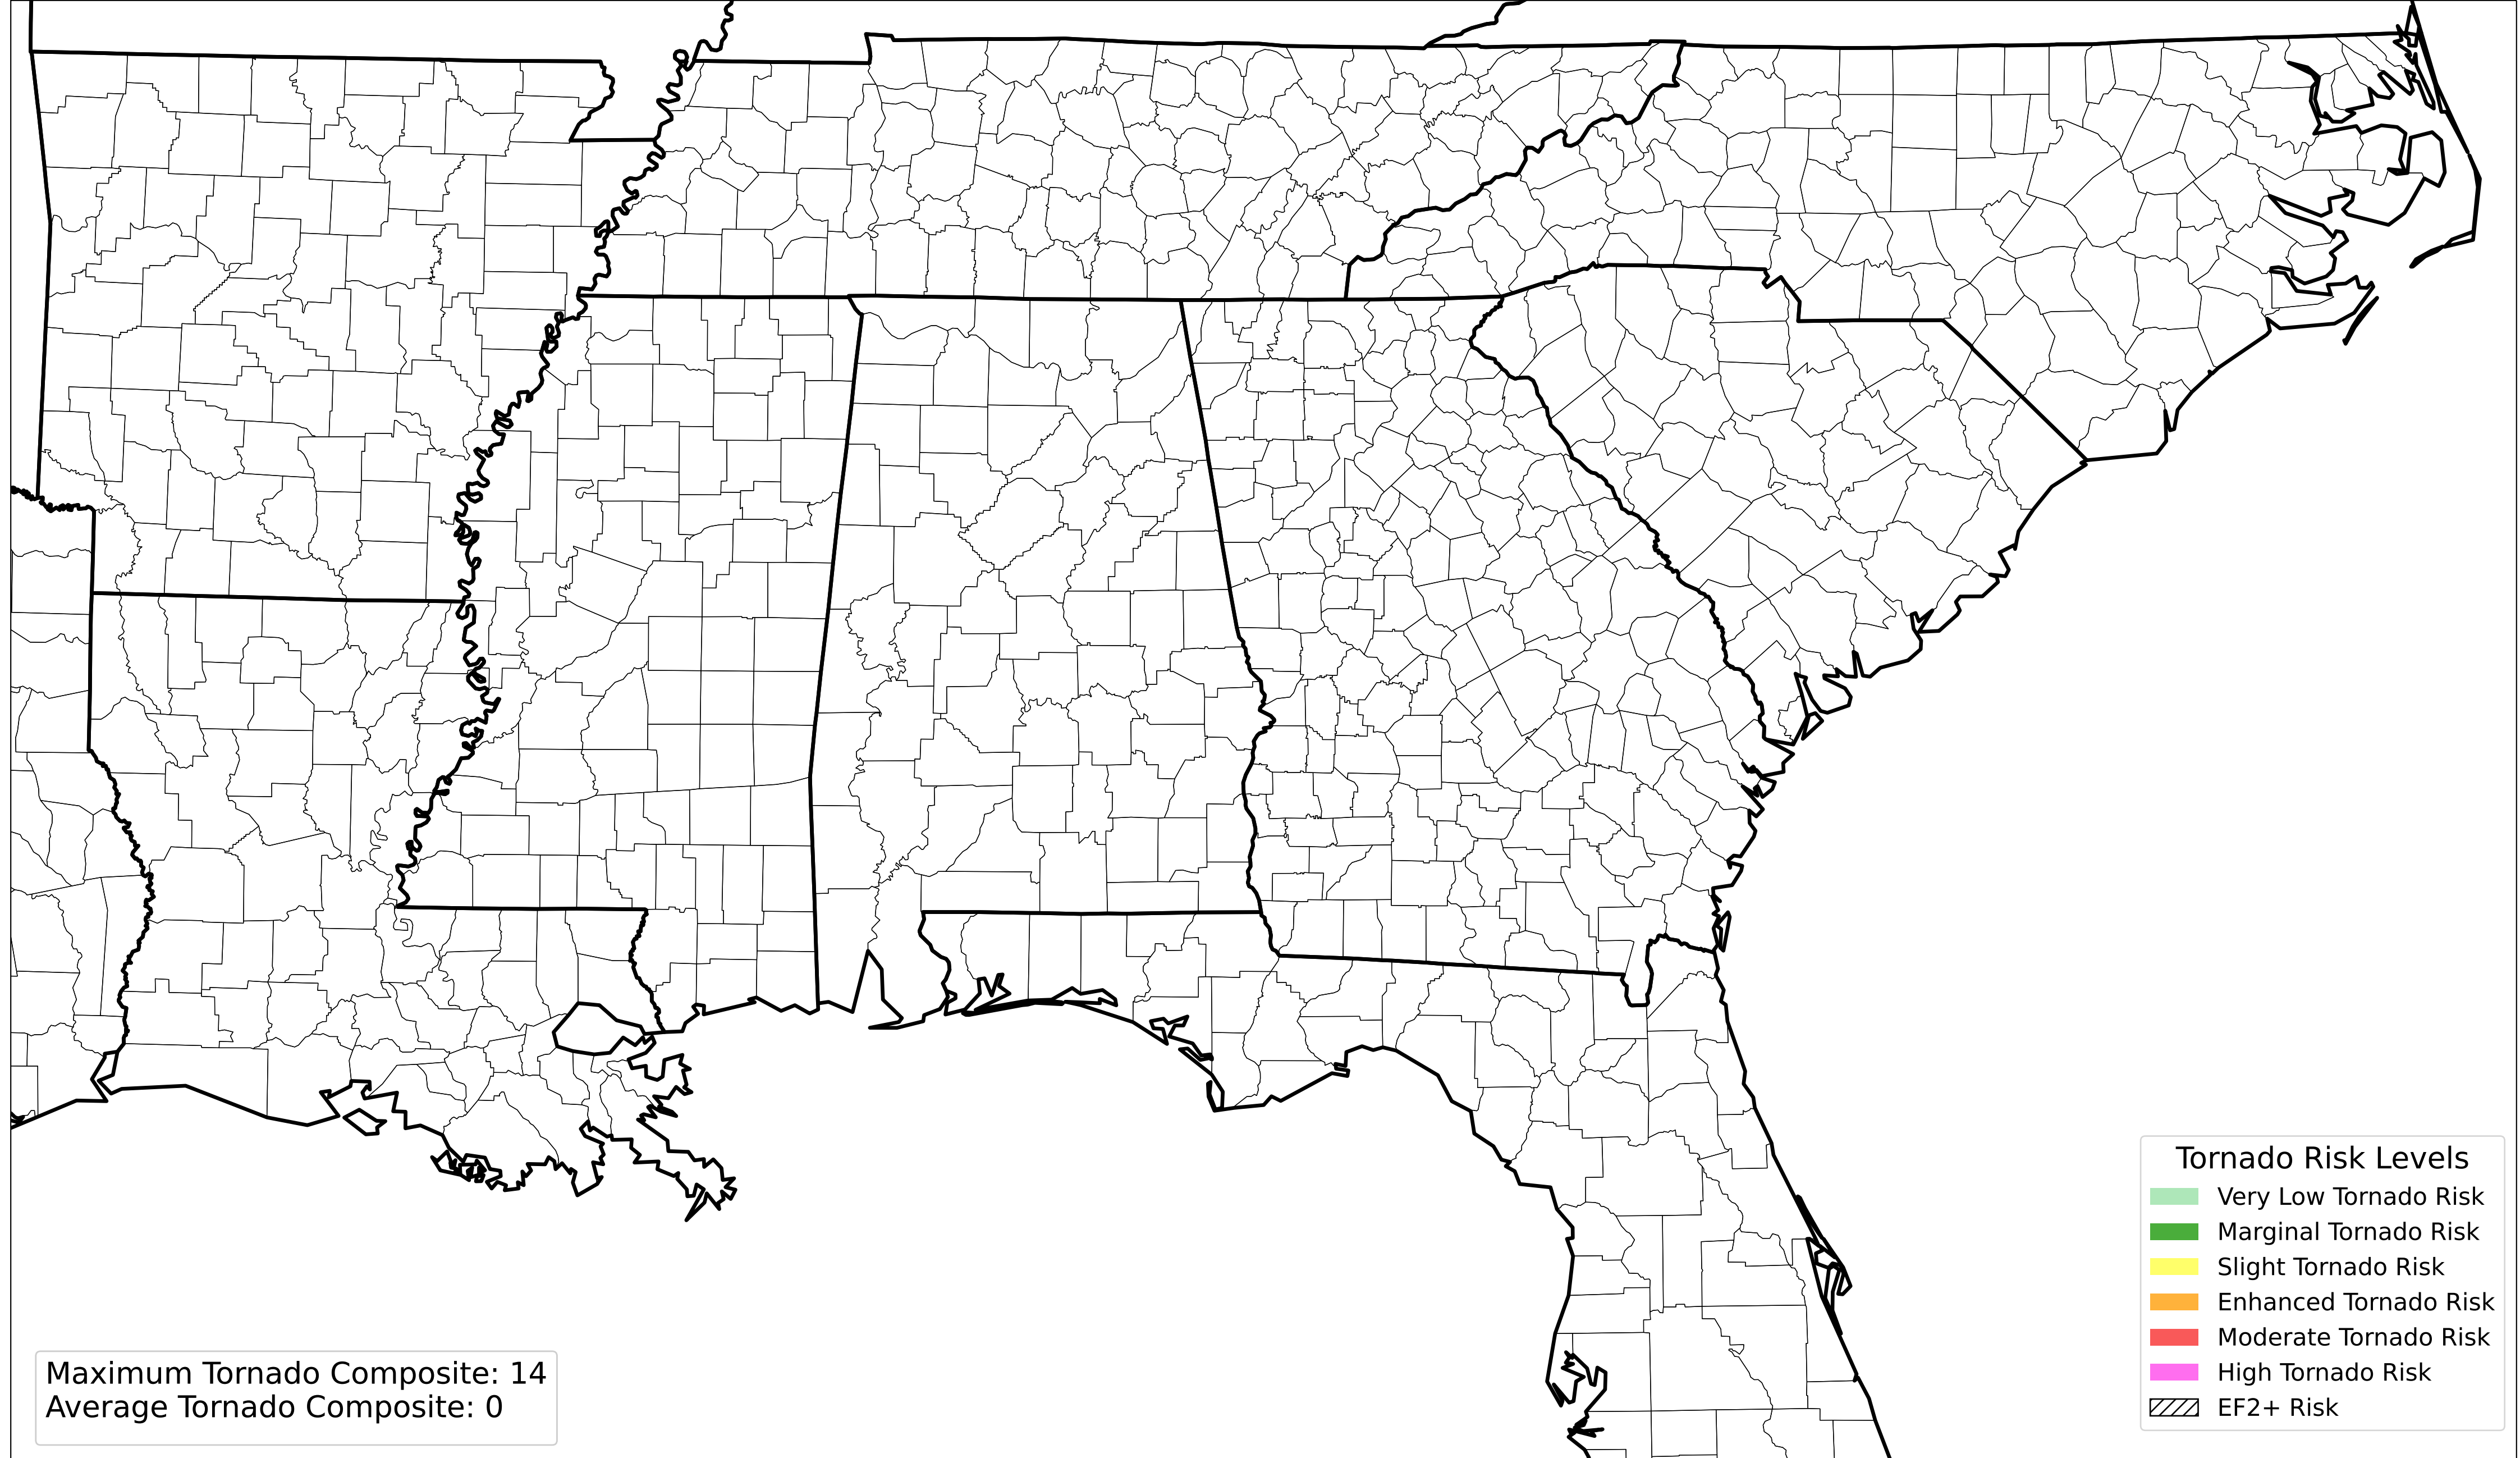 Tornado Risk Levels
Very Low Tornado Risk
Marginal Tornado Risk
Slight Tornado Risk
Enhanced Tornado Risk
Moderate Tornado Risk
High Tornado Risk
EF2+ Risk
Maximum Tornado Composite: 14
Average Tornado Composite: 0